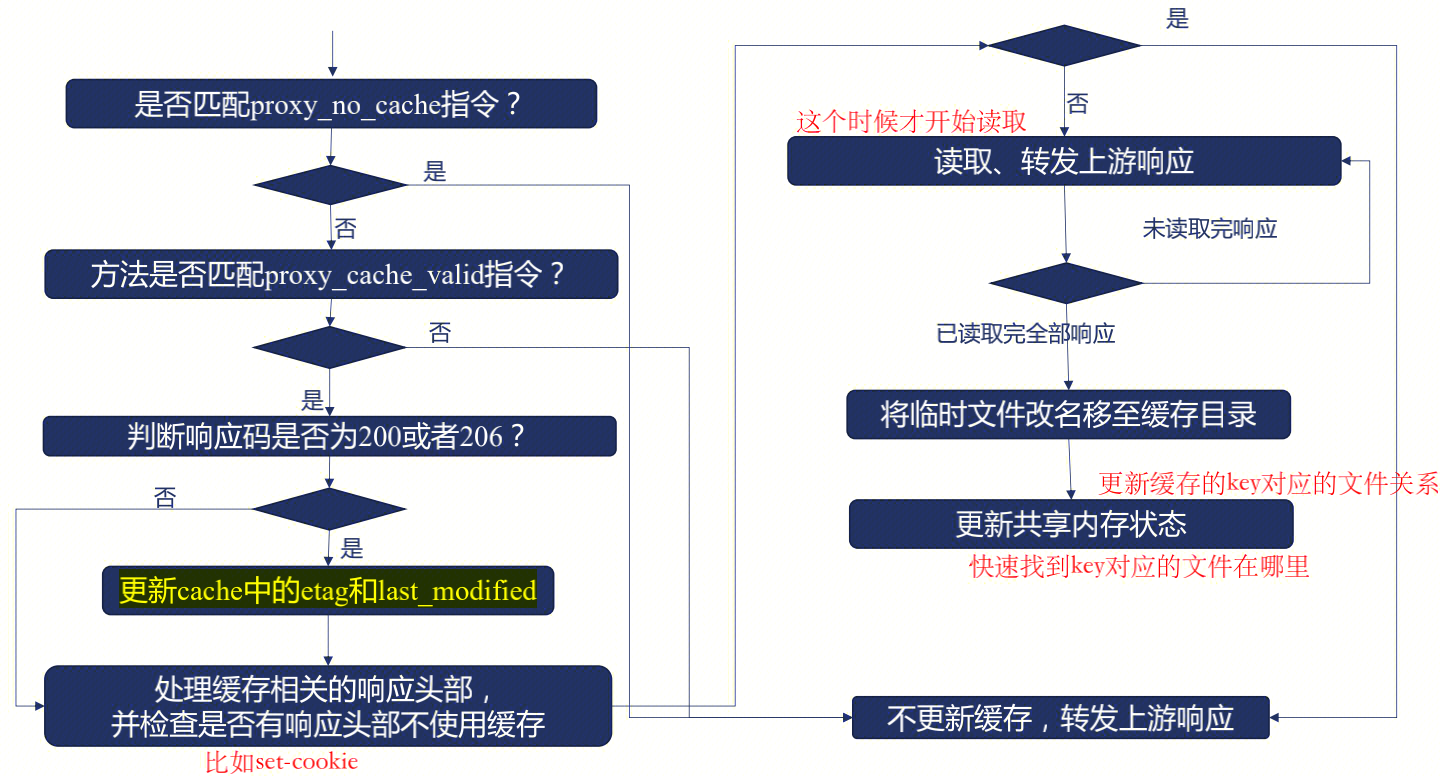 是否匹配proxy_no_cache指令？
是
否
方法是否匹配proxy_cache_valid指令？
否
是
判断响应码是否为200或者206？
否
是
更新cache中的etag和last_modified
处理缓存相关的响应头部，
并检查是否有响应头部不使用缓存
比如set-cookie
是
否
这个时候才开始读取
读取、转发上游响应
未读取完响应
已读取完全部响应
将临时文件改名移至缓存目录
更新缓存的key对应的文件关系
更新共享内存状态
快速找到key对应的文件在哪里
不更新缓存，转发上游响应